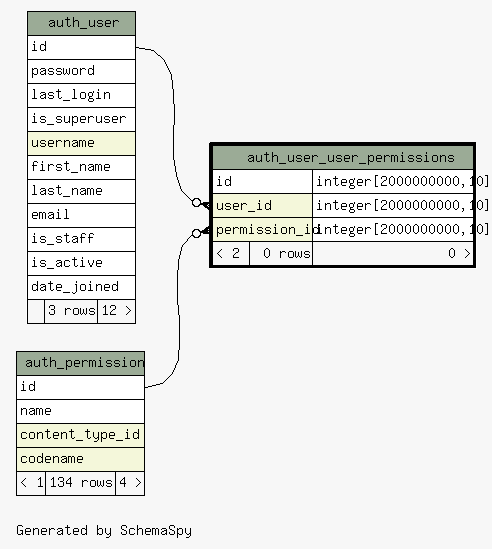 auth_user
id
password
last_login
is_superuser
username
first_name
last_name
email
is_staff
is_active
date_joined
3 rows 12 >
auth_user_user_permissions
id integer[2000000000,10]
user_id integer[2000000000,10]
permission_id integer[2000000000,10]
< 2 0 rows 0 >
auth_permission
id
name
content_type_id
codename
< 1 134 rows 4 >
Generated by SchemaSpy